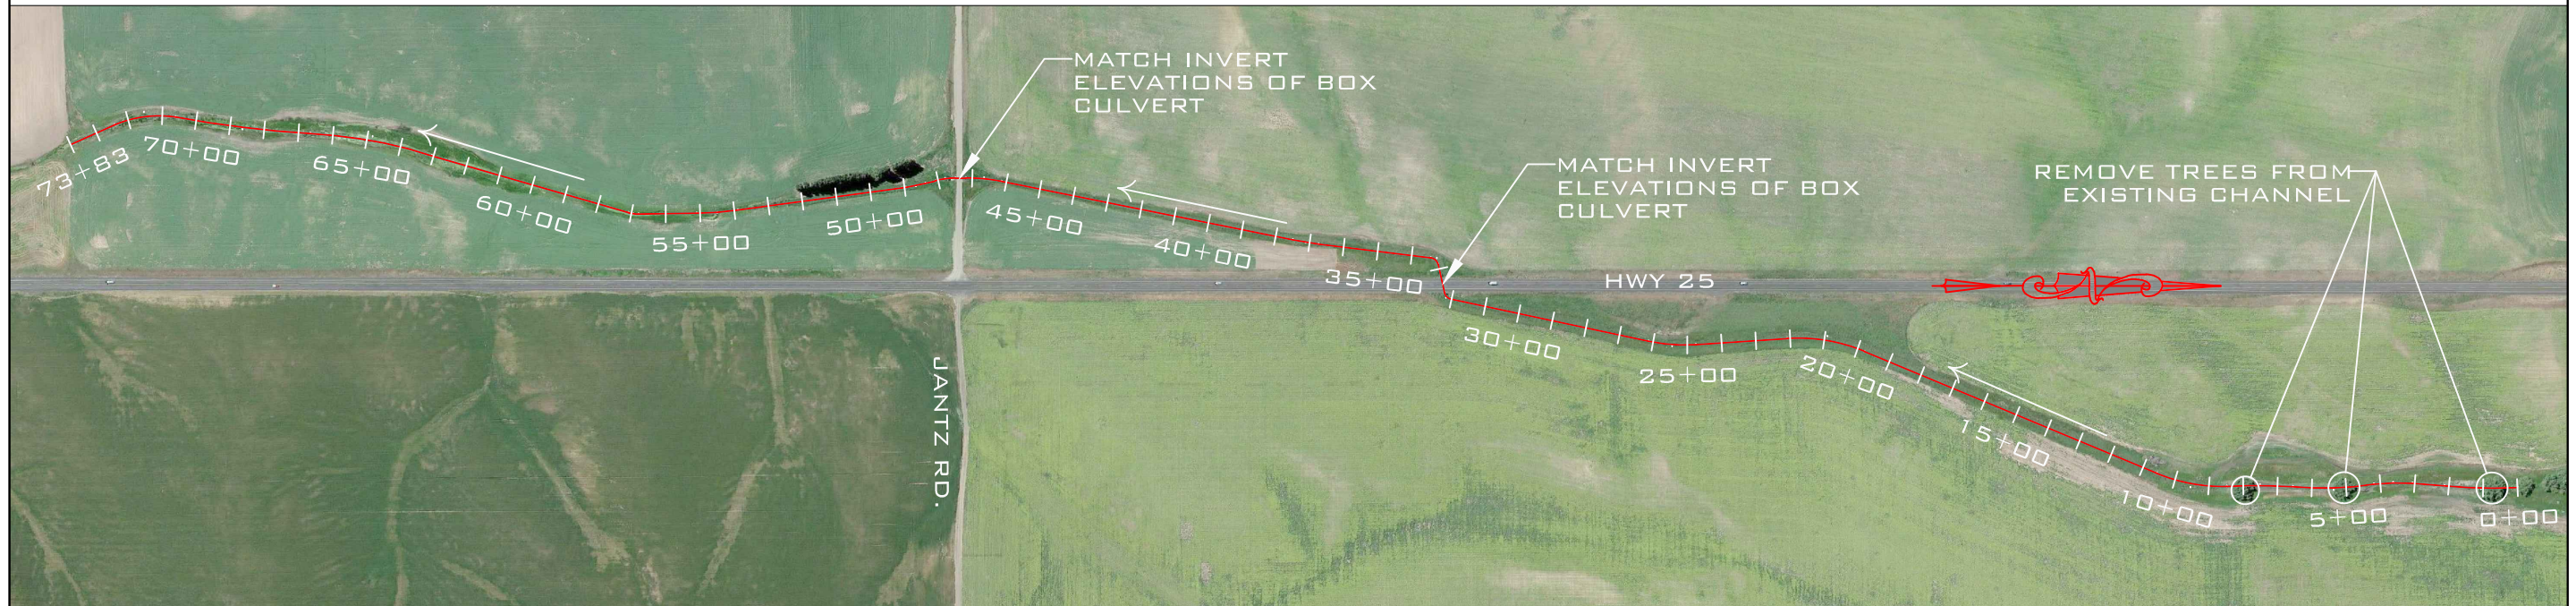 MATCH INVERT
ELEVATIONS OF BOX
CULVERT
MATCH INVERT
ELEVATIONS OF BOX
CULVERT
REMOVE TREES FROM
EXISTING CHANNEL
73+83
70+00
65+00
60+00
55+00
50+00
45+00
40+00
35+00
HWY 25
30+00
25+00
20+00
15+00
10+00
5+00
0+00
JANTZ RD.
N